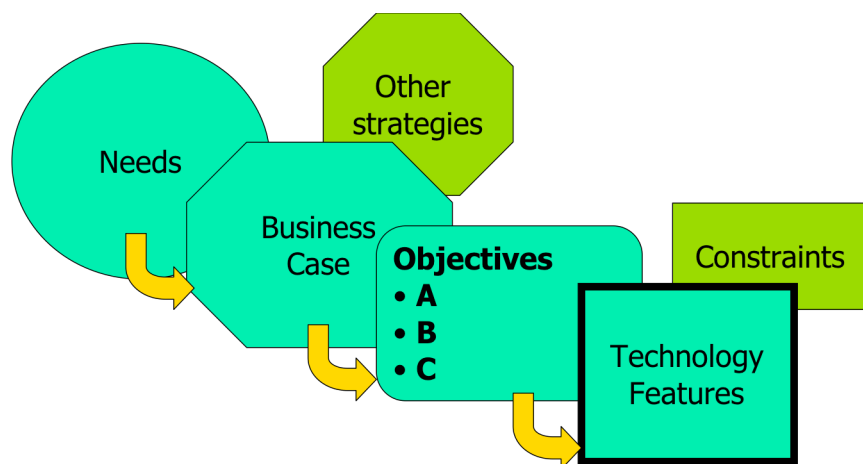 Other
strategies
Needs
Business
Case
Objectives
• A
• B
• C
Constraints
Technology
Features